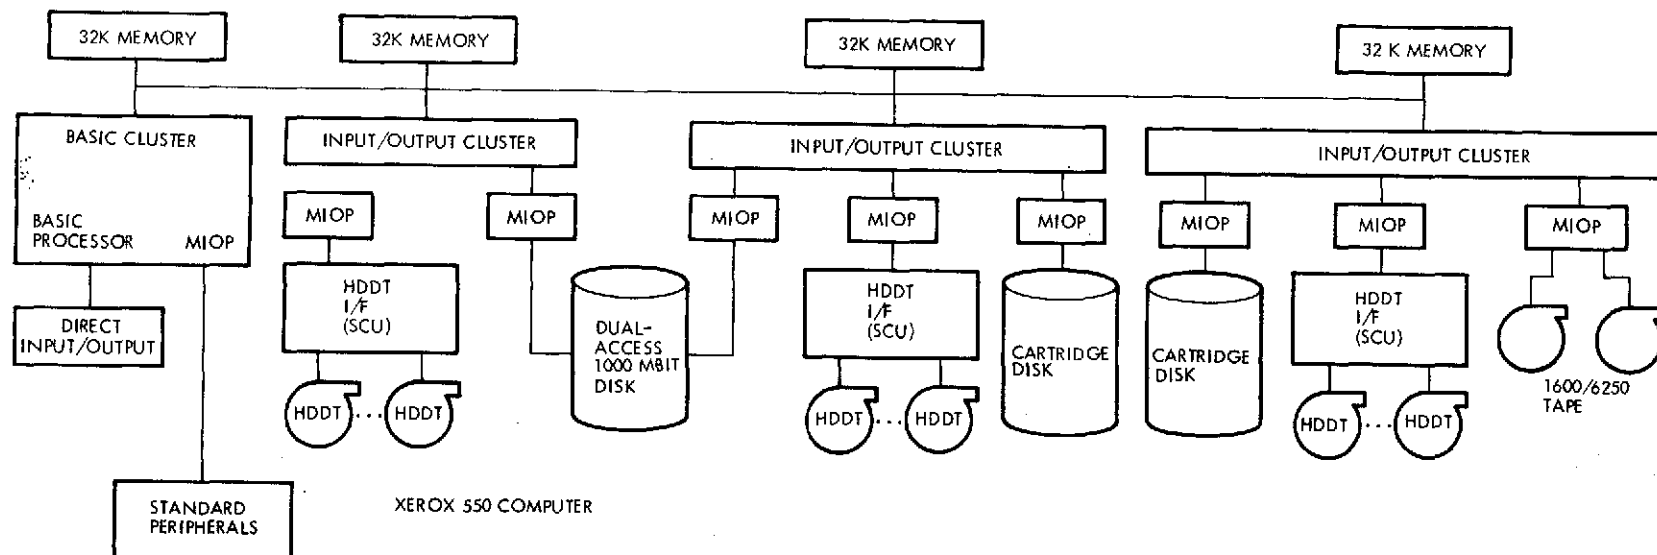 32K MEMORY
32K MEMORY
32K MEMORY
32 K MEMORY
BASIC CLUSTER
BASIC
PROCESSOR
MIOP
INPUT/OUTPUT CLUSTER
INPUT/OUTPUT CLUSTER
INPUT/OUTPUT CLUSTER
MIOP
MIOP
MIOP
MIOP
MIOP
MIOP
MIOP
MIOP
DIRECT
INPUT/OUTPUT
HDDT
I/F
(SCU)
DUAL-
ACCESS
1000 MBIT
DISK
HDDT
I/F
(SCU)
CARTRIDGE
DISK
CARTRIDGE
DISK
HDDT
I/F
(SCU)
1600/6250
TAPE
HDDT...HDDT
HDDT...HDDT
HDDT...HDDT
STANDARD
PERIPHERALS
XEROX 550 COMPUTER